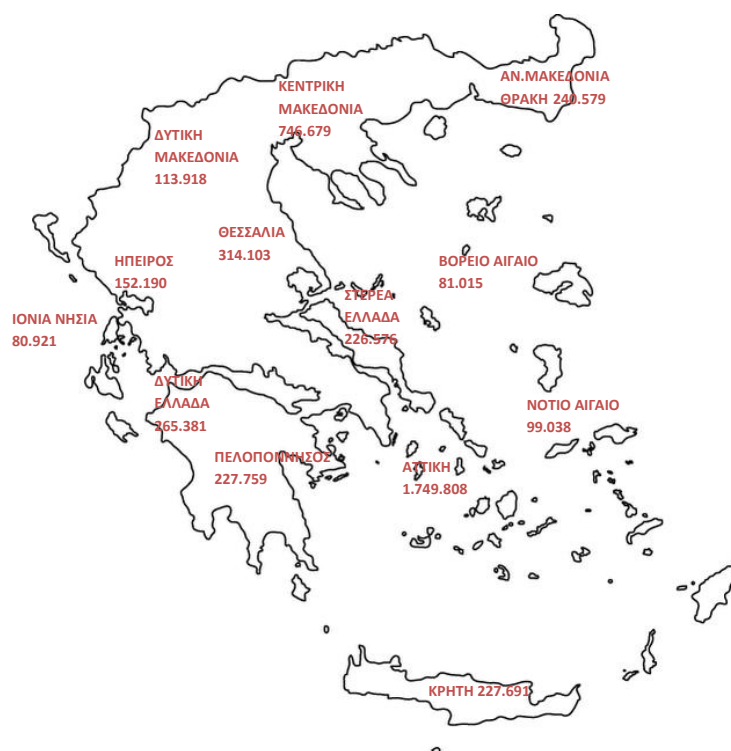 ΑΝ.ΜΑΚΕΔΟΝΙΑ
ΘΡΑΚΗ 240.579
ΚΕΝΤΡΙΚΗ
ΜΑΚΕΔΟΝΙΑ
746.679
ΔΥΤΙΚΗ
ΜΑΚΕΔΟΝΙΑ
113.918
ΘΕΣΣΑΛΙΑ
314.103
ΗΠΕΙΡΟΣ
152.190
ΒΟΡΕΙΟ ΑΙΓΑΙΟ
81.015
ΣΤΕΡΕΑ
ΕΛΛΑΔΑ
226.576
ΙΟΝΙΑ ΝΗΣΙΑ
80.921
ΔΥΤΙΚΗ
ΕΛΛΑΔΑ
265.381
ΝΟΤΙΟ ΑΙΓΑΙΟ
99.038
ΠΕΛΟΠΟΝΝΗΣΟΣ
227.759
ΑΤΤΙΚΗ
1.749.808
ΚΡΗΤΗ 227.691